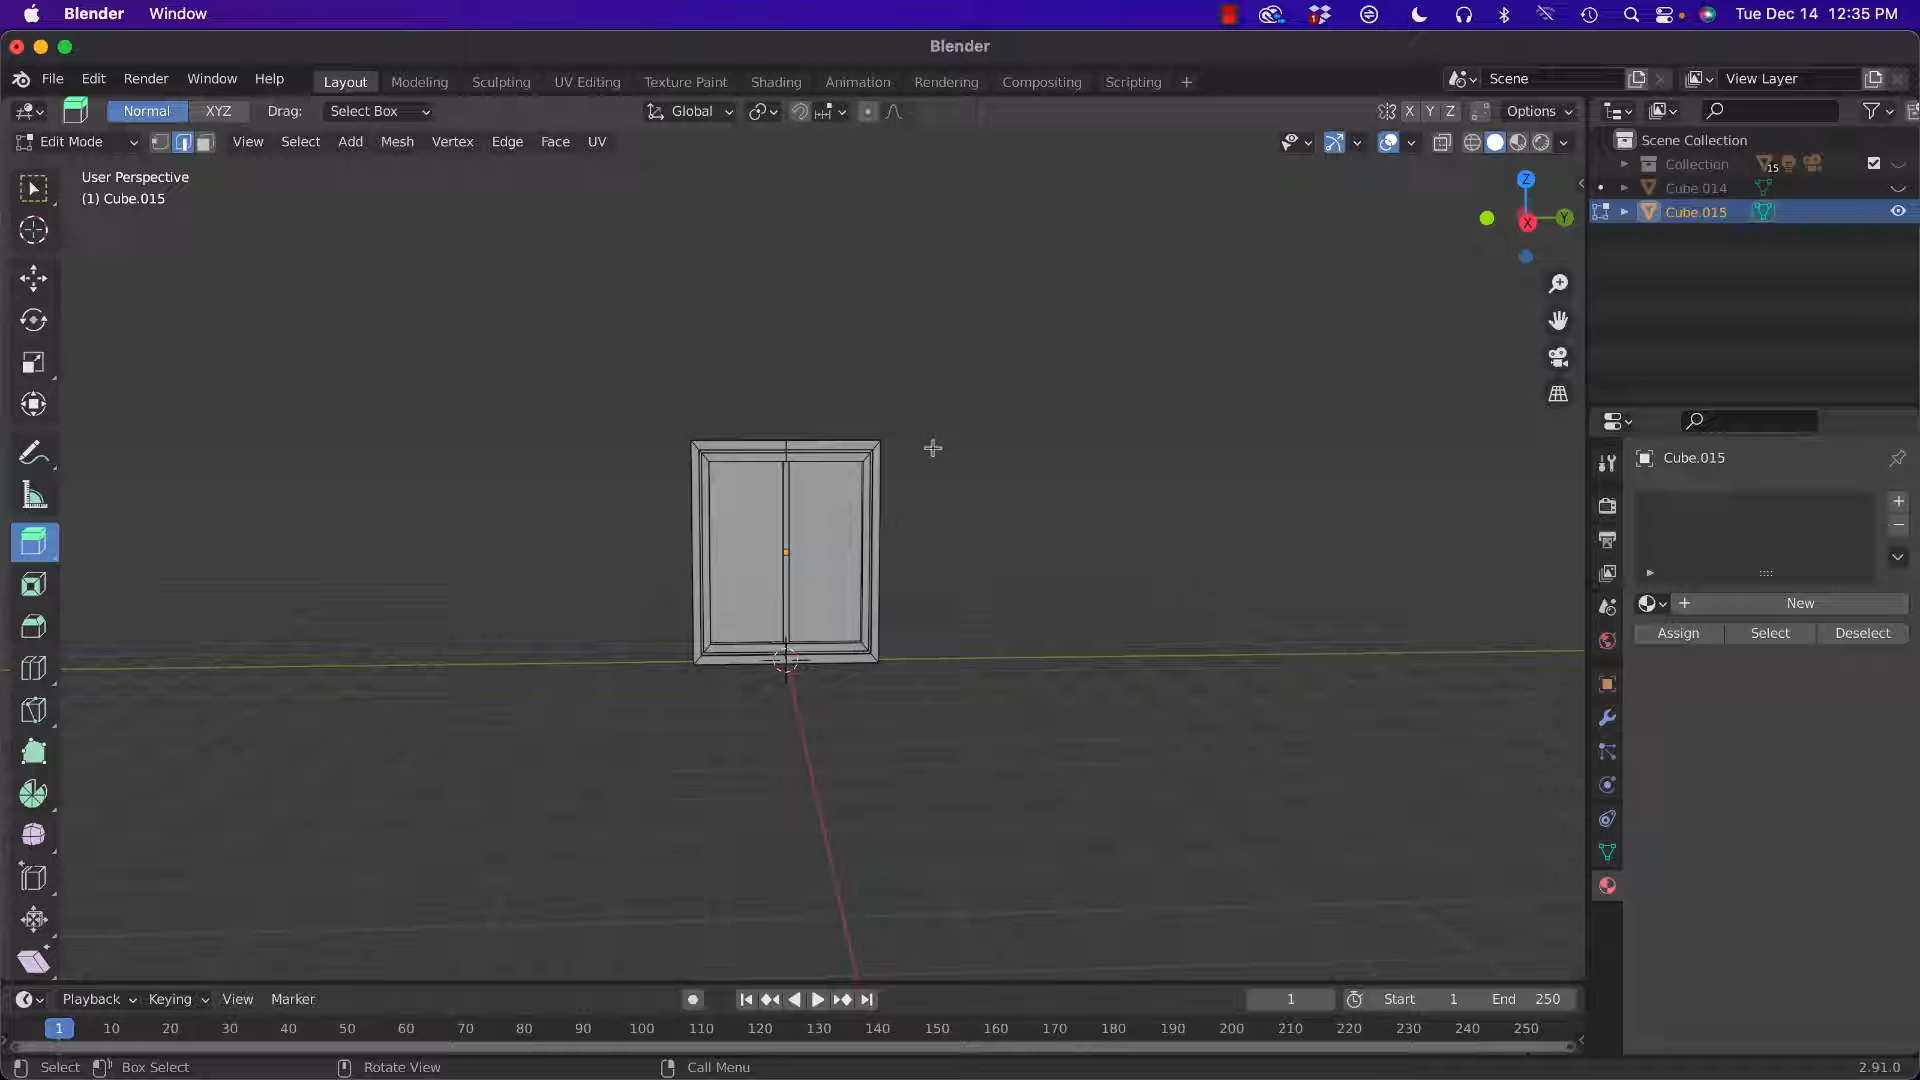 Blender Window Tue Dec 14 12:35 PM
Blender
File Edit Render Window Help Layout Modeling Sculpting UV Editing Texture Paint Shading Animation Rendering Compositing Scripting + Scene View Layer
Normal XYZ Drag: Select Box Global X Y Z Options
Edit Mode View Select Add Mesh Vertex Edge Face UV
User Perspective
(1) Cube.015
Z
X
Y
Scene Collection
Collection 15
Cube.014
Cube.015
Cube.015
New
Assign Select Deselect
Playback Keying View Marker 1 Start 1 End 250
1 10 20 30 40 50 60 70 80 90 100 110 120 130 140 150 160 170 180 190 200 210 220 230 240 250
Select Box Select Rotate View Call Menu 2.91.0